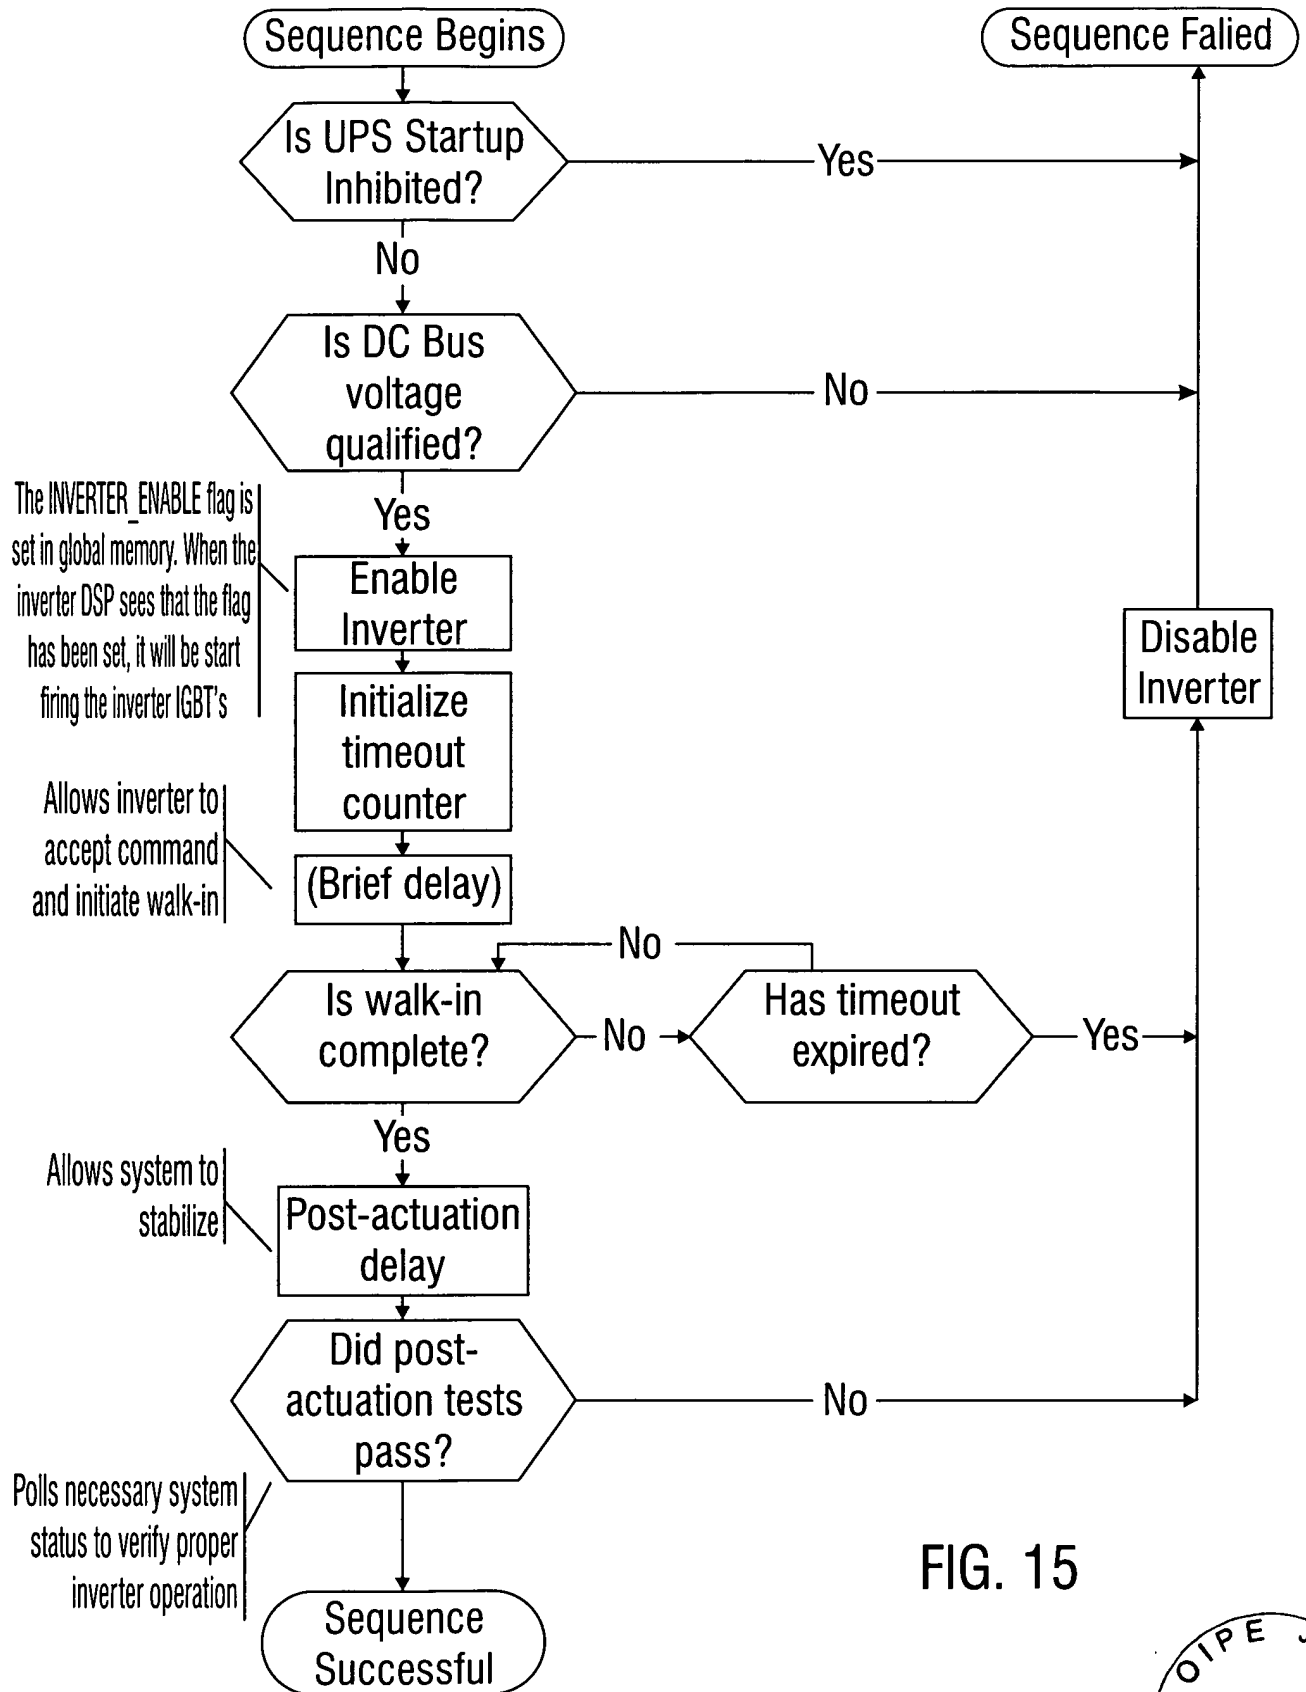 Sequence Begins
Sequence Falied
Is UPS Startup
Inhibited?
Yes
No
Is DC Bus
voltage
qualified?
No
Yes
The INVERTER_ENABLE flag is
set in global memory. When the
inverter DSP sees that the flag
has been set, it will be start
firing the inverter IGBT's
Enable
Inverter
Disable
Inverter
Initialize
timeout
counter
Allows inverter to
accept command
and initiate walk-in
(Brief delay)
No
Is walk-in
complete?
No
Has timeout
expired?
Yes
Yes
Allows system to
stabilize
Post-actuation
delay
Did post-
actuation tests
pass?
No
Polls necessary system
status to verify proper
inverter operation
Sequence
Successful
FIG. 15
OIPE